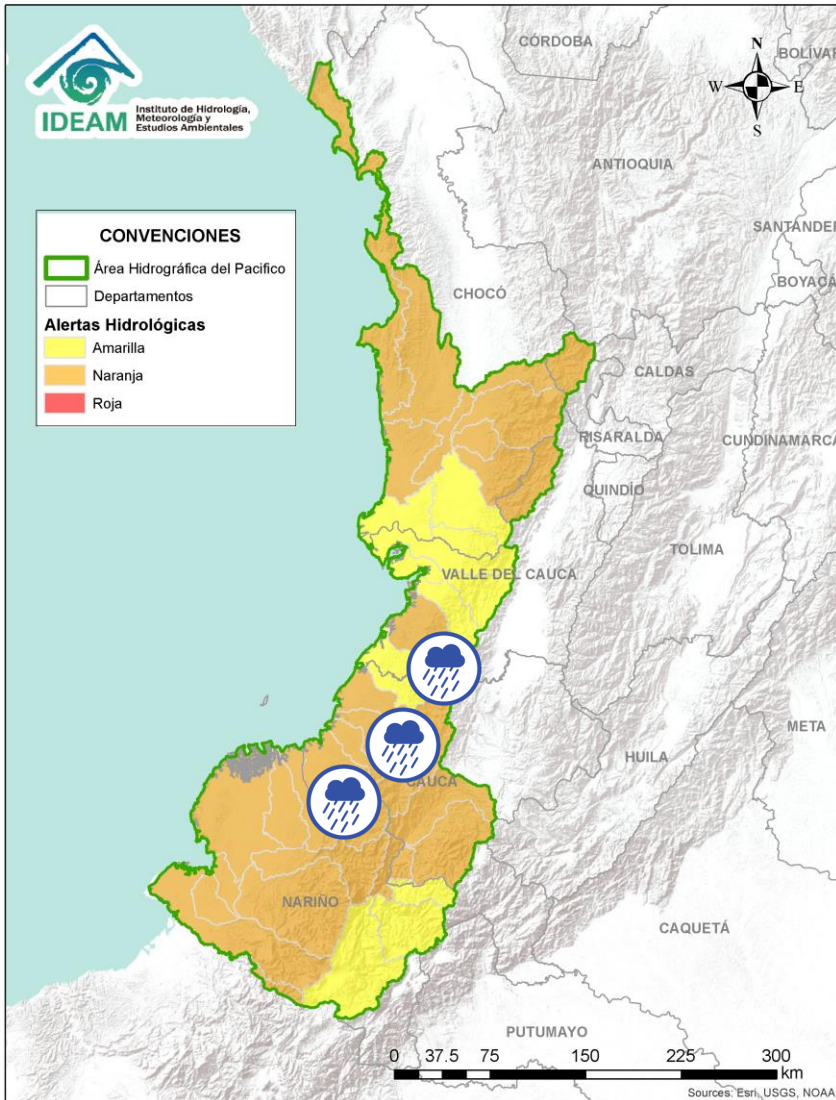 IDEAM
Instituto de Hidrología,
Meteorología y
Estudios Ambientales
CONVENCIONES
Área Hidrográfica del Pacifico
Departamentos
Alertas Hidrológicas
Amarilla
Naranja
Roja
N
W
E
S
CÓRDOBA
BOLÍVAR
ANTIOQUIA
SANTANDER
BOYACÁ
CHOCÓ
CALDAS
RISARALDA
CUNDINAMARCA
QUINDÍO
TOLIMA
VALLE DEL CAUCA
META
HUILA
CAUCA
NARIÑO
CAQUETÁ
PUTUMAYO
0 37.5 75 150 225 300
km
Sources: Esri, USGS, NOAA